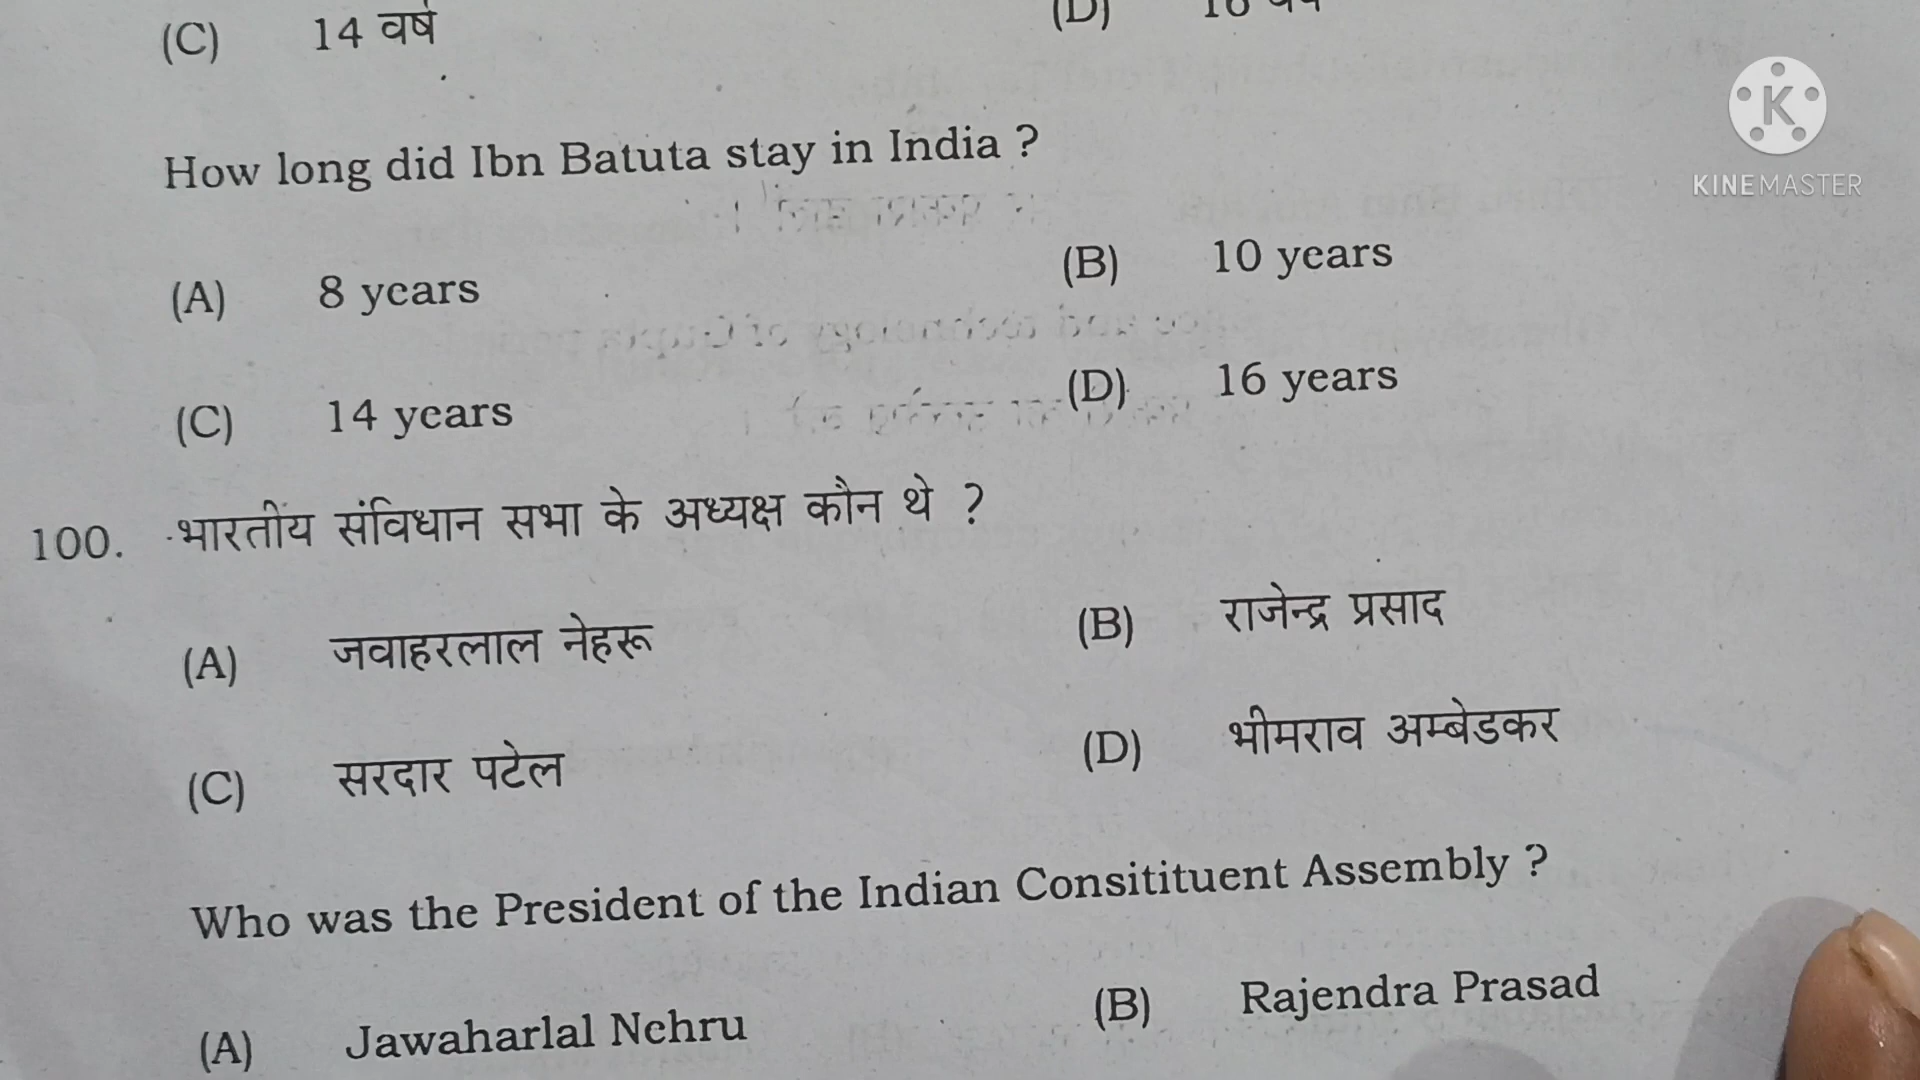 (C) 14 वर्ष (D)
How long did Ibn Batuta stay in India ?
(A) 8 years (B) 10 years
(C) 14 years (D) 16 years
100. भारतीय संविधान सभा के अध्यक्ष कौन थे ?
(A) जवाहरलाल नेहरू (B) राजेन्द्र प्रसाद
(C) सरदार पटेल (D) भीमराव अम्बेडकर
Who was the President of the Indian Consitituent Assembly ?
(A) Jawaharlal Nehru (B) Rajendra Prasad
K
KINEMASTER